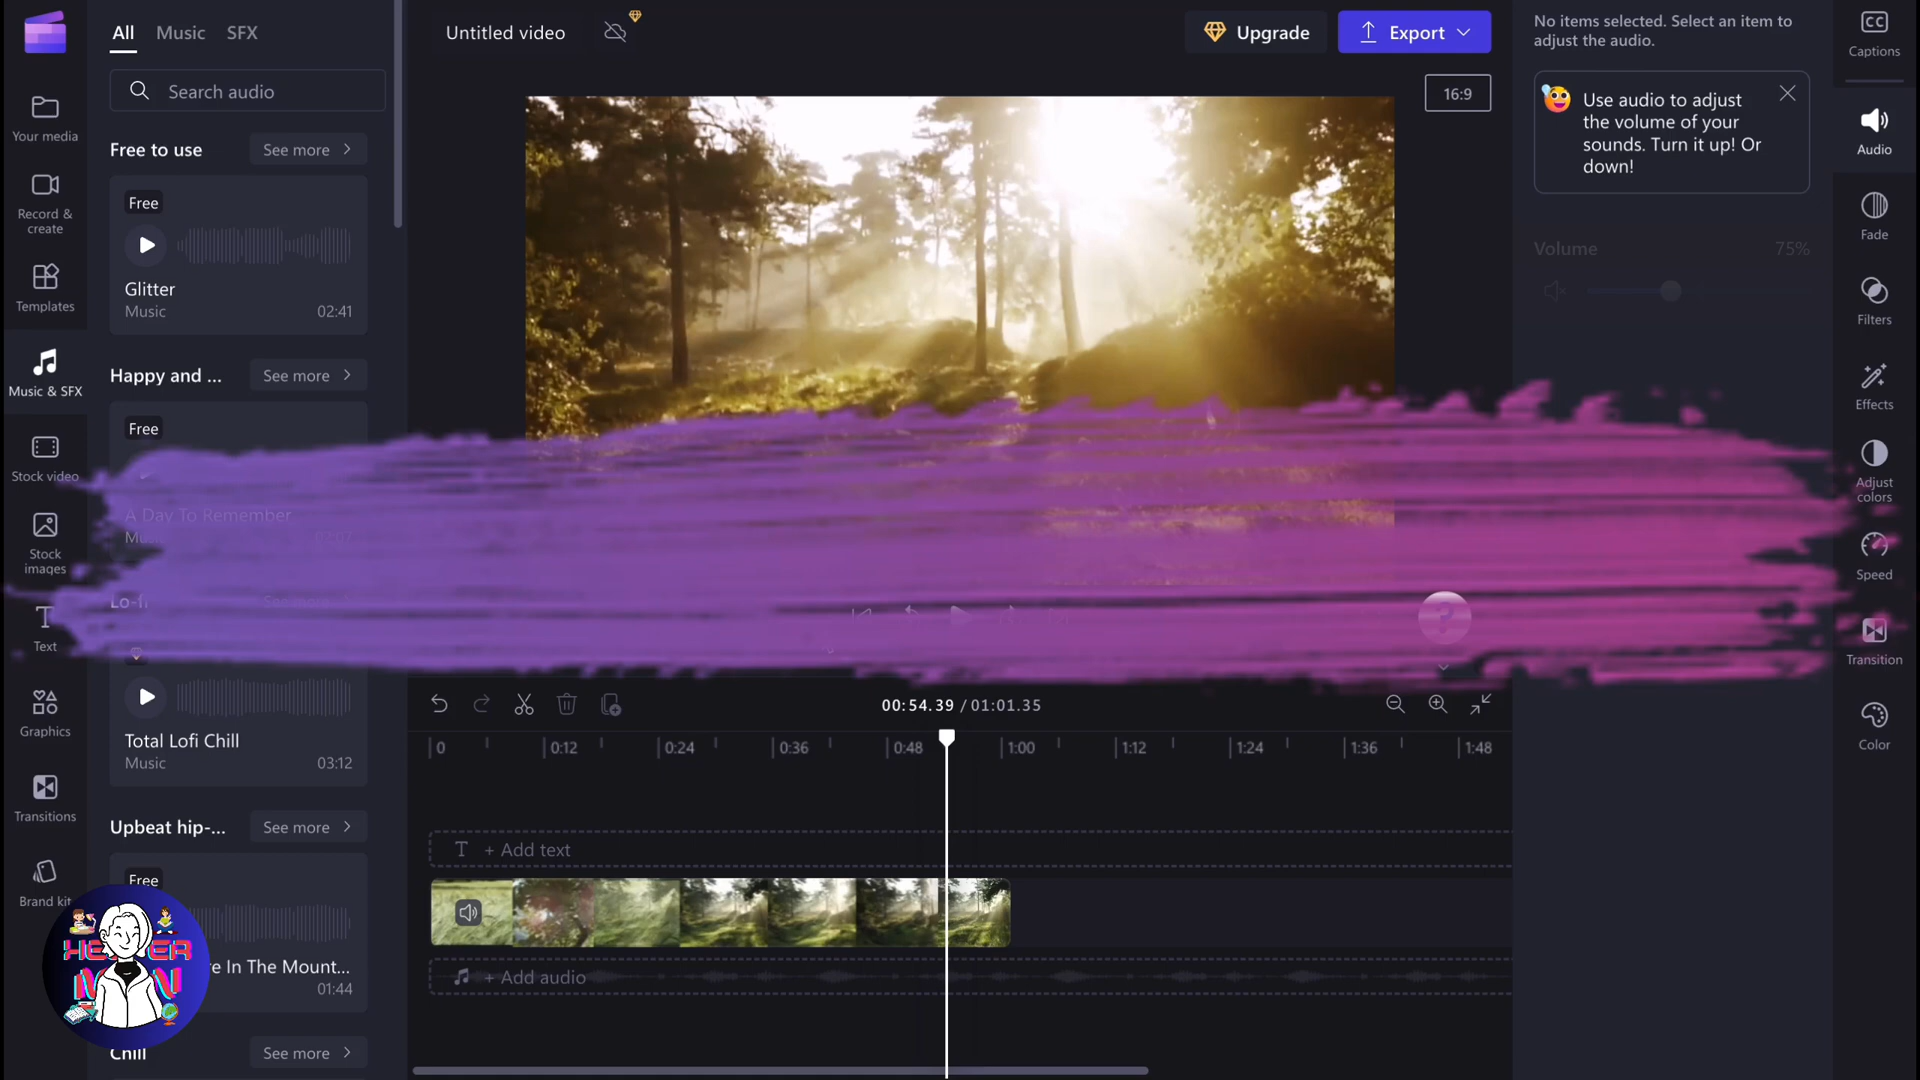 All Music SFX
Untitled video
Upgrade
Export
No items selected. Select an item to
adjust the audio.
Captions
Search audio
16:9
Use audio to adjust
the volume of your
sounds. Turn it up! Or
down!
Your media
Audio
Free to use
See more
Record &
create
Free
Fade
Volume 75%
Glitter
Music 02:41
Templates
Filters
Happy and ...
See more
Music & SFX
Effects
Free
Stock video
Adjust
colors
A Day To Remember
Stock
images
Speed
Lo-fi
Text
Transition
00:54.39 / 01:01.35
Graphics
Total Lofi Chill
Music 03:12
0 0:12 0:24 0:36 0:48 1:00 1:12 1:24 1:36 1:48
Color
Transitions
Upbeat hip-...
See more
T + Add text
Free
Brand kit
re In The Mount...
01:44
+ Add audio
Chill
See more